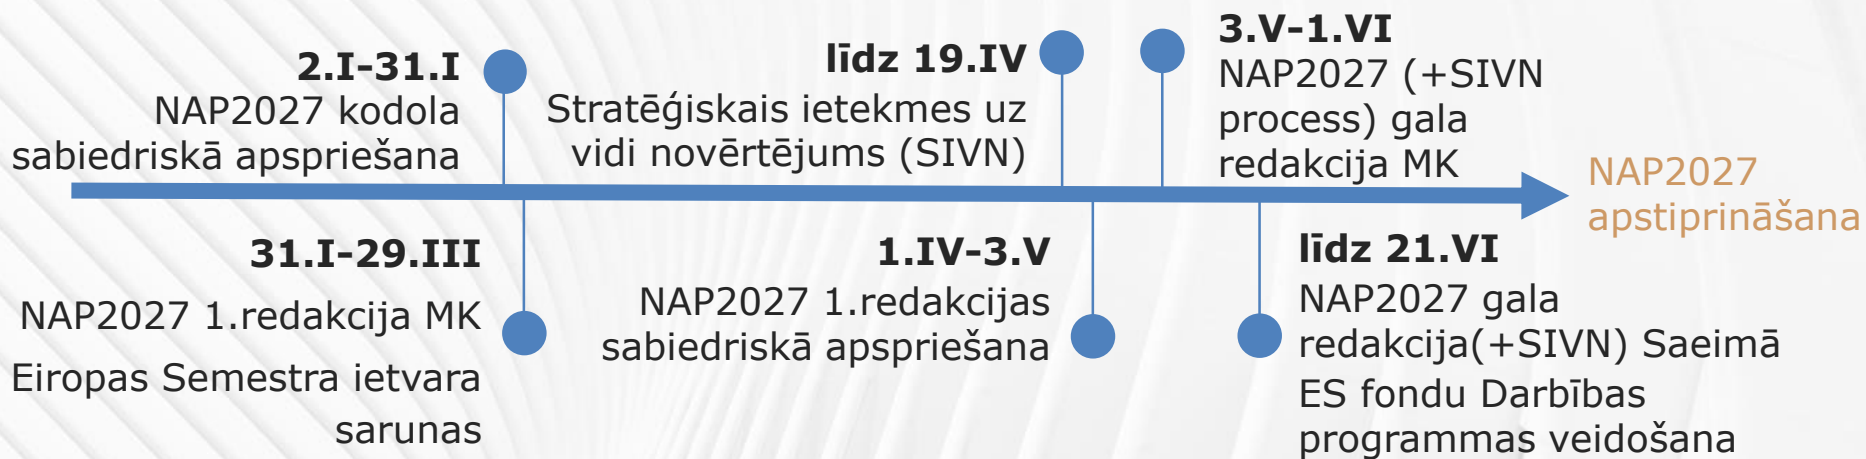 2.I-31.I
NAP2027 kodola
sabiedriskā apspriešana
līdz 19.IV
Stratēģiskais ietekmes uz
vidi novērtējums (SIVN)
3.V-1.VI
NAP2027 (+SIVN
process) gala
redakcija MK
NAP2027
apstiprināšana
31.I-29.III
NAP2027 1.redakcija MK
Eiropas Semestra ietvara
sarunas
1.IV-3.V
NAP2027 1.redakcijas
sabiedriskā apspriešana
līdz 21.VI
NAP2027 gala
redakcija(+SIVN) Saeimā
ES fondu Darbības
programmas veidošana